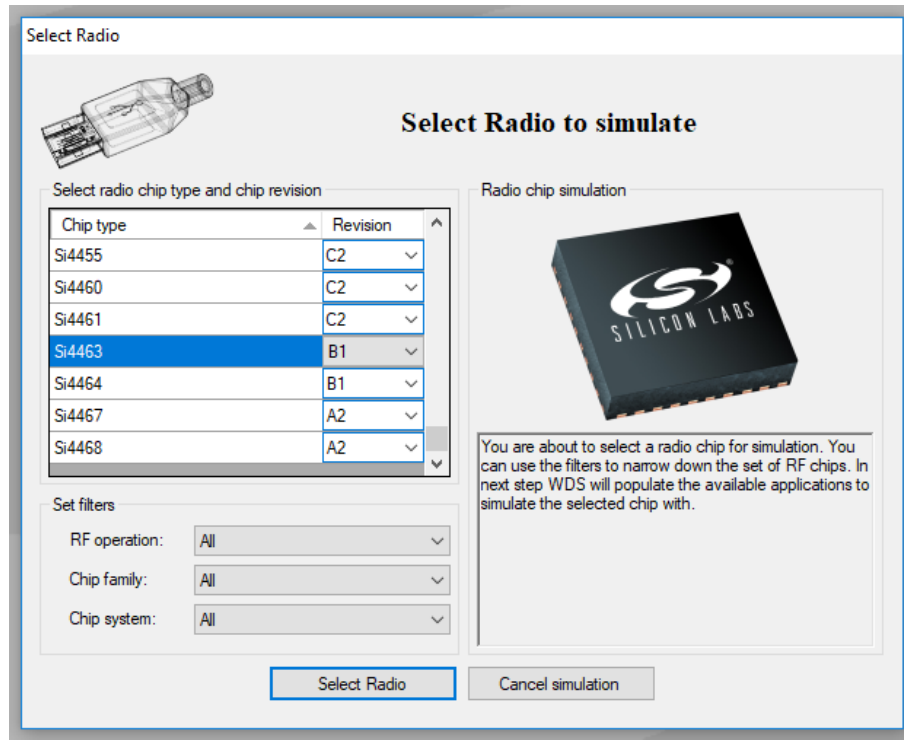 Select Radio
Select Radio to simulate
Select radio chip type and chip revision
Chip type Revision
Si4455 C2
Si4460 C2
Si4461 C2
Si4463 B1
Si4464 B1
Si4467 A2
Si4468 A2
Set filters
RF operation: All
Chip family: All
Chip system: All
Radio chip simulation
SILICON LABS
You are about to select a radio chip for simulation. You
can use the filters to narrow down the set of RF chips. In
next step WDS will populate the available applications to
simulate the selected chip with.
Select Radio
Cancel simulation